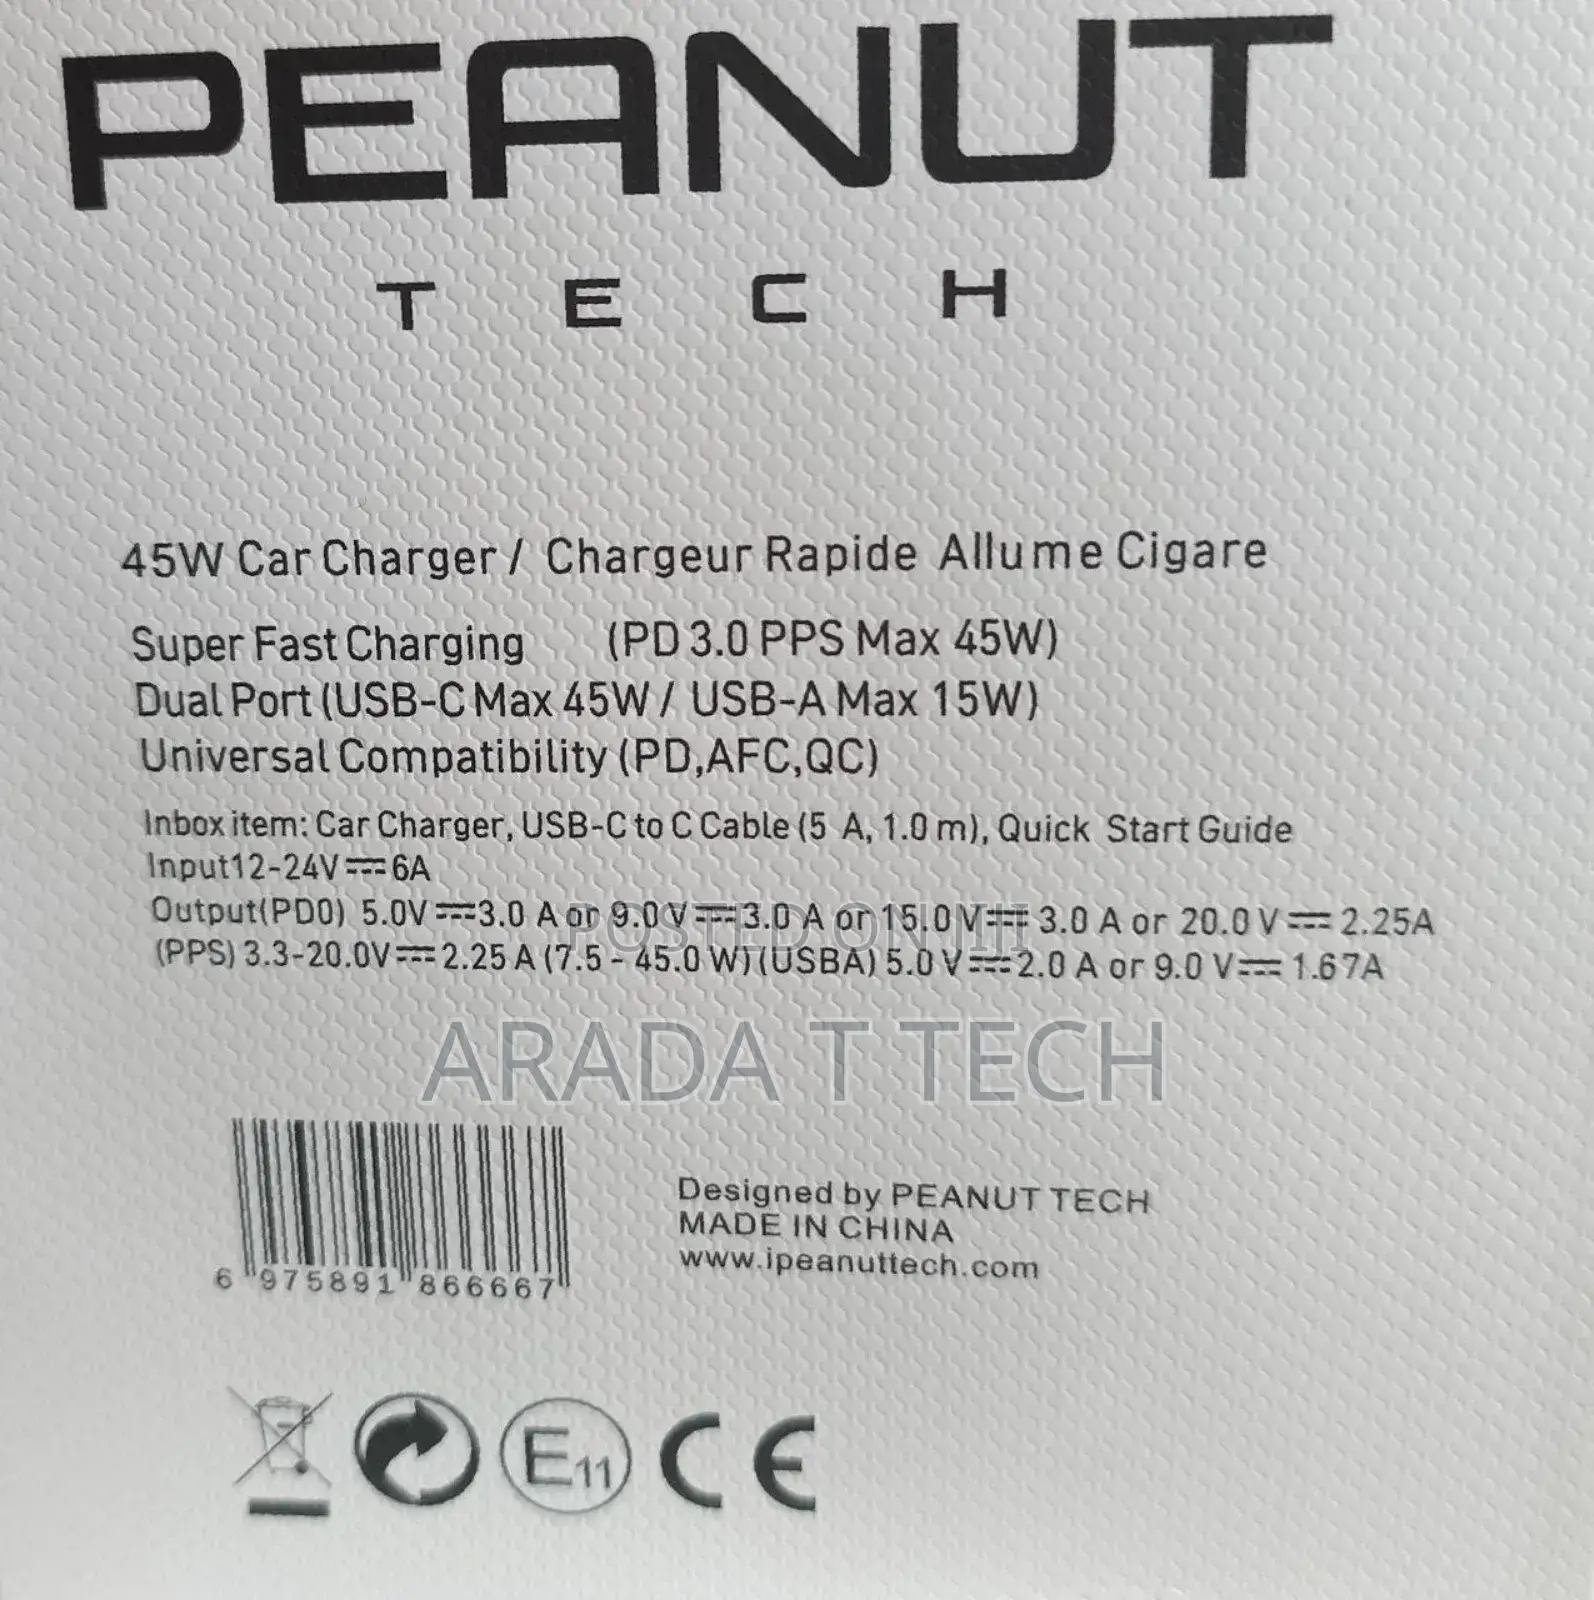 PEANUT
TECH
45W Car Charger / Chargeur Rapide Allume Cigare
Super Fast Charging (PD 3.0 PPS Max 45W)
Dual Port (USB-C Max 45W / USB-A Max 15W)
Universal Compatibility (PD,AFC,QC)
Inbox item: Car Charger, USB-C to C Cable (5 A, 1.0 m), Quick Start Guide
Input12-24V⎓6A
Output(PDO) 5.0V⎓3.0 A or 9.0 V⎓3.0 A or 15.0 V⎓3.0 A or 20.0 V⎓2.25A
(PPS) 3.3-20.0V⎓2.25 A (7.5 - 45.0 W) (USBA) 5.0 V⎓2.0 A or 9.0 V⎓1.67A
POSTED ON
ARADA T TECH
Designed by PEANUT TECH
MADE IN CHINA
www.ipeanuttech.com
6 975891 866667
E11 CE